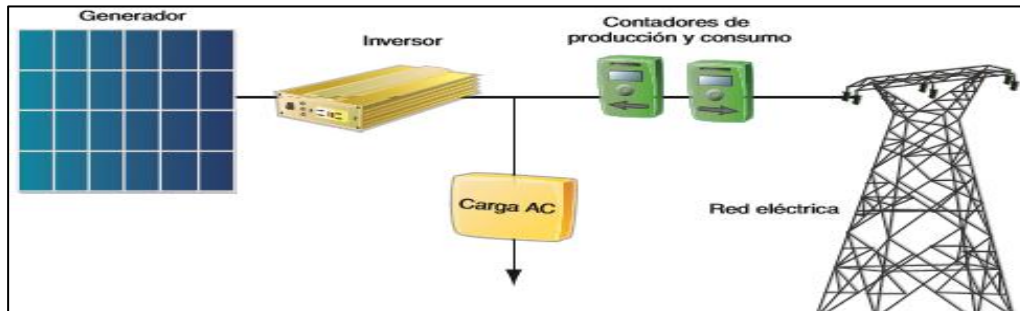 Generador
Inversor
Contadores de
producción y consumo
Carga AC
Red eléctrica